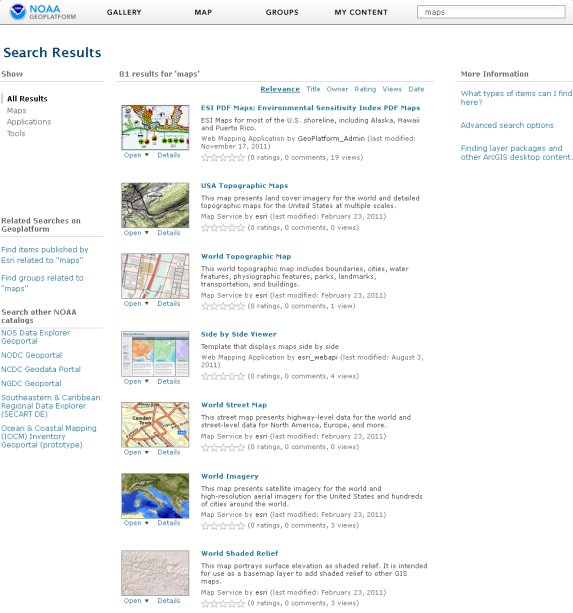 NOAA
GEOPLATFORM
GALLERY
MAP
GROUPS
MY CONTENT
maps
Search Results
Show
All Results
Maps
Applications
Tools
Related Searches on
Geoplatform
Find items published by
Esri related to "maps"
Find groups related to
"maps"
Search other NOAA
catalogs
NOS Data Explorer
Geoportal
NODC Geoportal
NCDC Geodata Portal
NGDC Geoportal
Southeastern & Caribbean
Regional Data Explorer
(SECART DE)
Ocean & Coastal Mapping
(IOCM) Inventory
Geoportal (prototype)
81 results for 'maps'
Relevance Title Owner Rating Views Date
ESI PDF Maps: Environmental Sensitivity Index PDF Maps
ESI Maps for most of the U.S. shoreline, including Alaska, Hawaii
and Puerto Rico.
Web Mapping Application by GeoPlatform_Admin (last modified:
November 17, 2011)
(0 ratings, 0 comments, 19 views)
Open ▼ Details
USA Topographic Maps
This map presents land cover imagery for the world and detailed
topographic maps for the United States at multiple scales.
Map Service by esri (last modified: February 23, 2011)
(0 ratings, 0 comments, 0 views)
Open ▼ Details
World Topographic Map
This world topographic map includes boundaries, cities, water
features, physiographic features, parks, landmarks,
transportation, and buildings.
Map Service by esri (last modified: February 23, 2011)
(0 ratings, 0 comments, 1 view)
Open ▼ Details
Side by Side Viewer
Template that displays maps side by side
Web Mapping Application by esri_webapi (last modified: August 3,
2011)
(0 ratings, 0 comments, 4 views)
Open ▼ Details
World Street Map
This street map presents highway-level data for the world and
street-level data for North America, Europe, and more.
Map Service by esri (last modified: February 23, 2011)
(0 ratings, 0 comments, 0 views)
Camden
Town
Open ▼ Details
World Imagery
This map presents satellite imagery for the world and
high-resolution aerial imagery for the United States and hundreds
of cities around the world.
Map Service by esri (last modified: February 23, 2011)
(0 ratings, 0 comments, 3 views)
Open ▼ Details
World Shaded Relief
This map portrays surface elevation as shaded relief. It is intended
for use as a basemap layer to add shaded relief to other GIS
maps.
Map Service by esri (last modified: February 23, 2011)
(0 ratings, 0 comments, 3 views)
Open ▼ Details
More Information
What types of items can I find
here?
Advanced search options
Finding layer packages and
other ArcGIS desktop content.